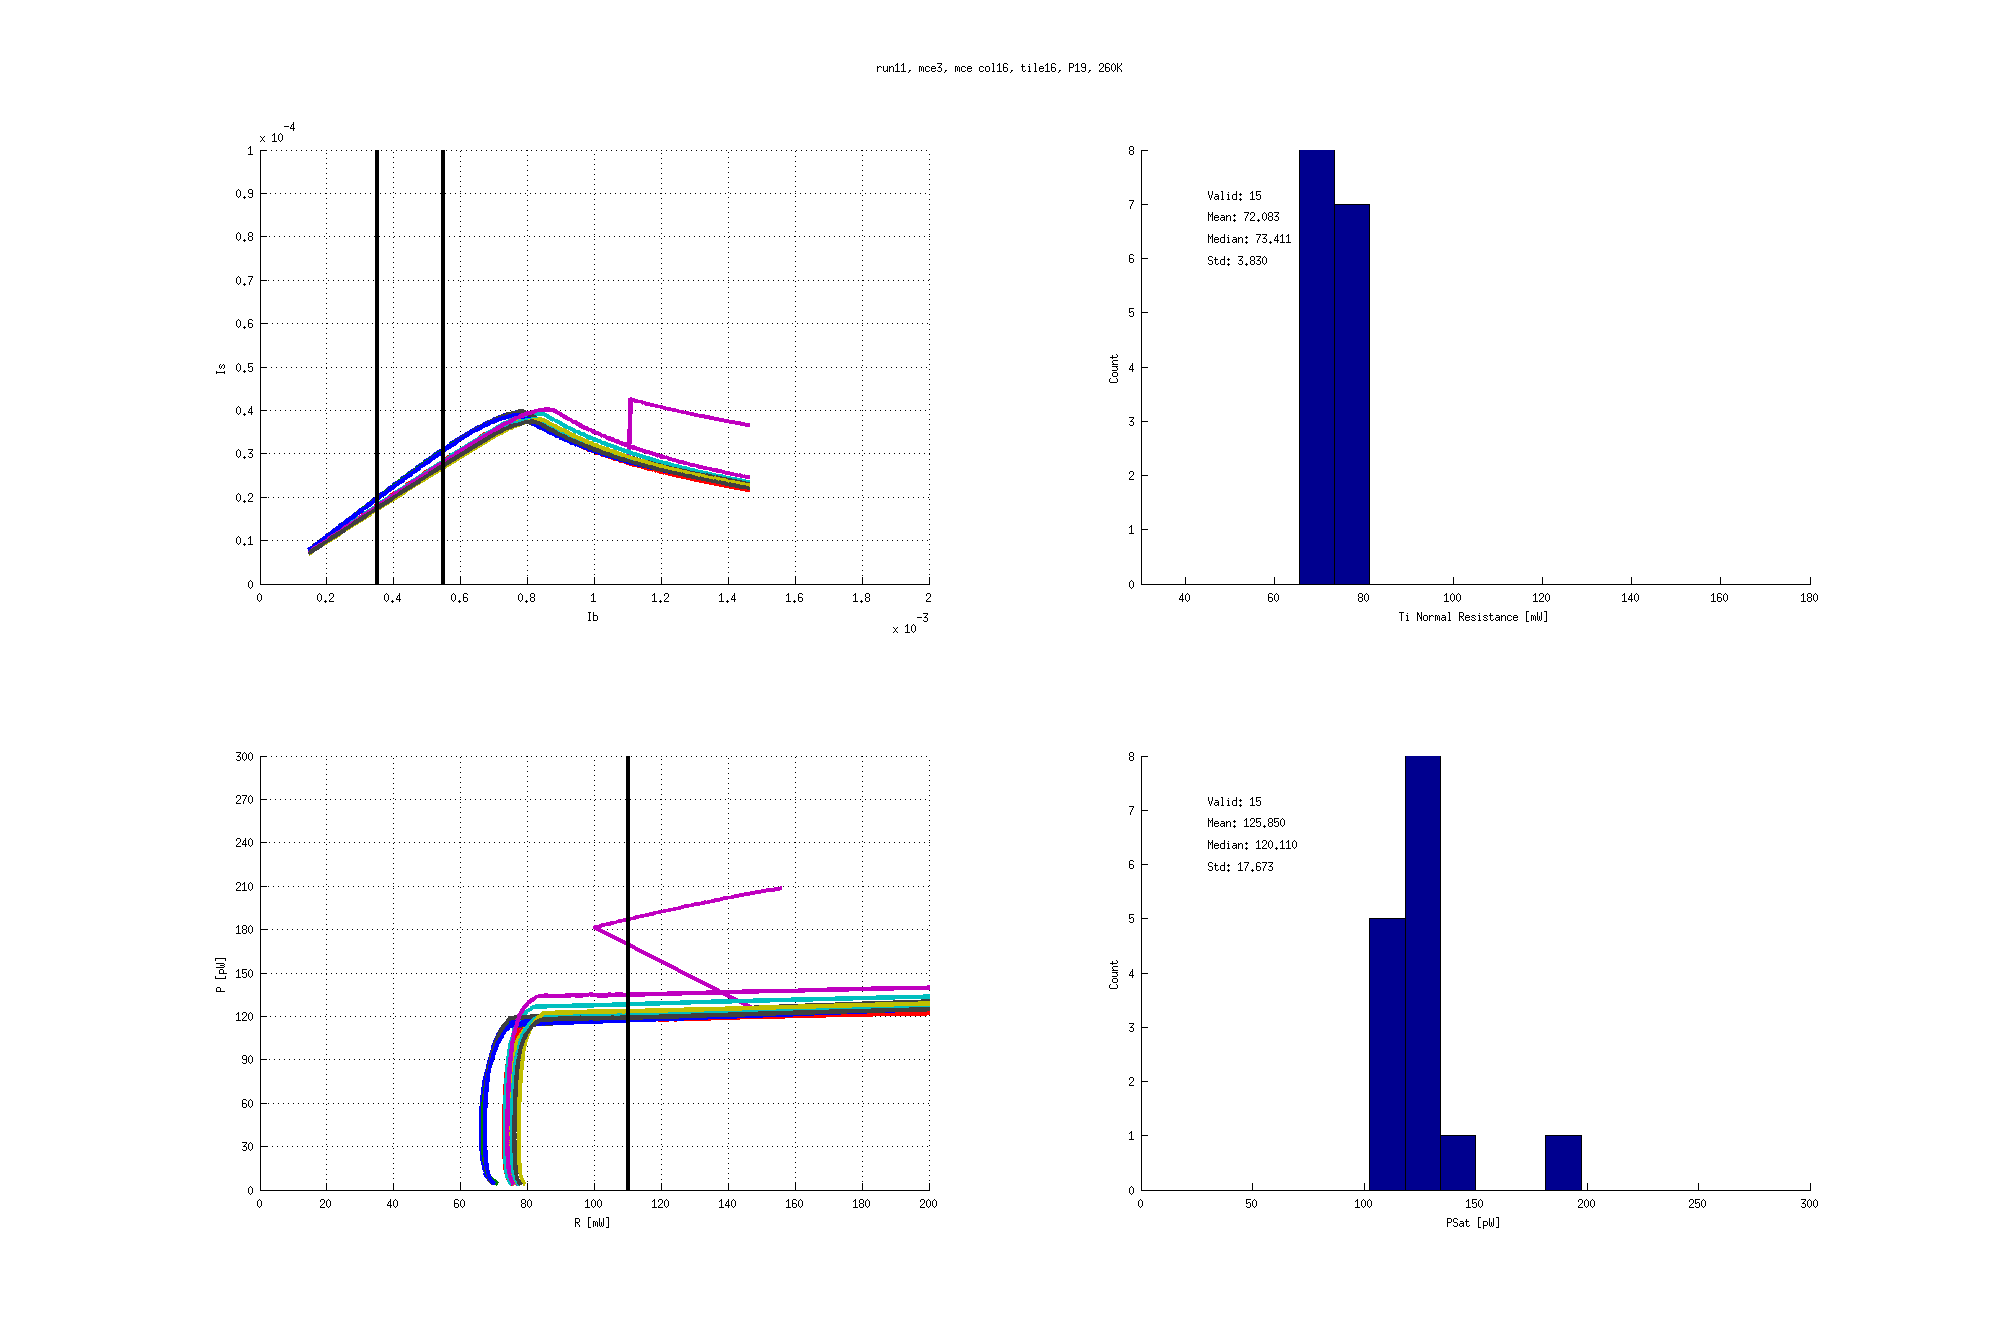 run11, mce3, mce col16, tile16, P19, 260K
x 10 -4
1
0.9
0.8
0.7
0.6
0.5
0.4
0.3
0.2
0.1
0
Is
0 0.2 0.4 0.6 0.8 1 1.2 1.4 1.6 1.8 2
Ib
x 10 -3
8
7
6
5
4
3
2
1
0
Count
Valid: 15
Mean: 72.083
Median: 73.411
Std: 3.830
40 60 80 100 120 140 160 180
Ti Normal Resistance [mW]
300
270
240
210
180
150
120
90
60
30
0
P [pW]
0 20 40 60 80 100 120 140 160 180 200
R [mW]
8
7
6
5
4
3
2
1
0
Count
Valid: 15
Mean: 125.850
Median: 120.110
Std: 17.673
0 50 100 150 200 250 300
PSat [pW]